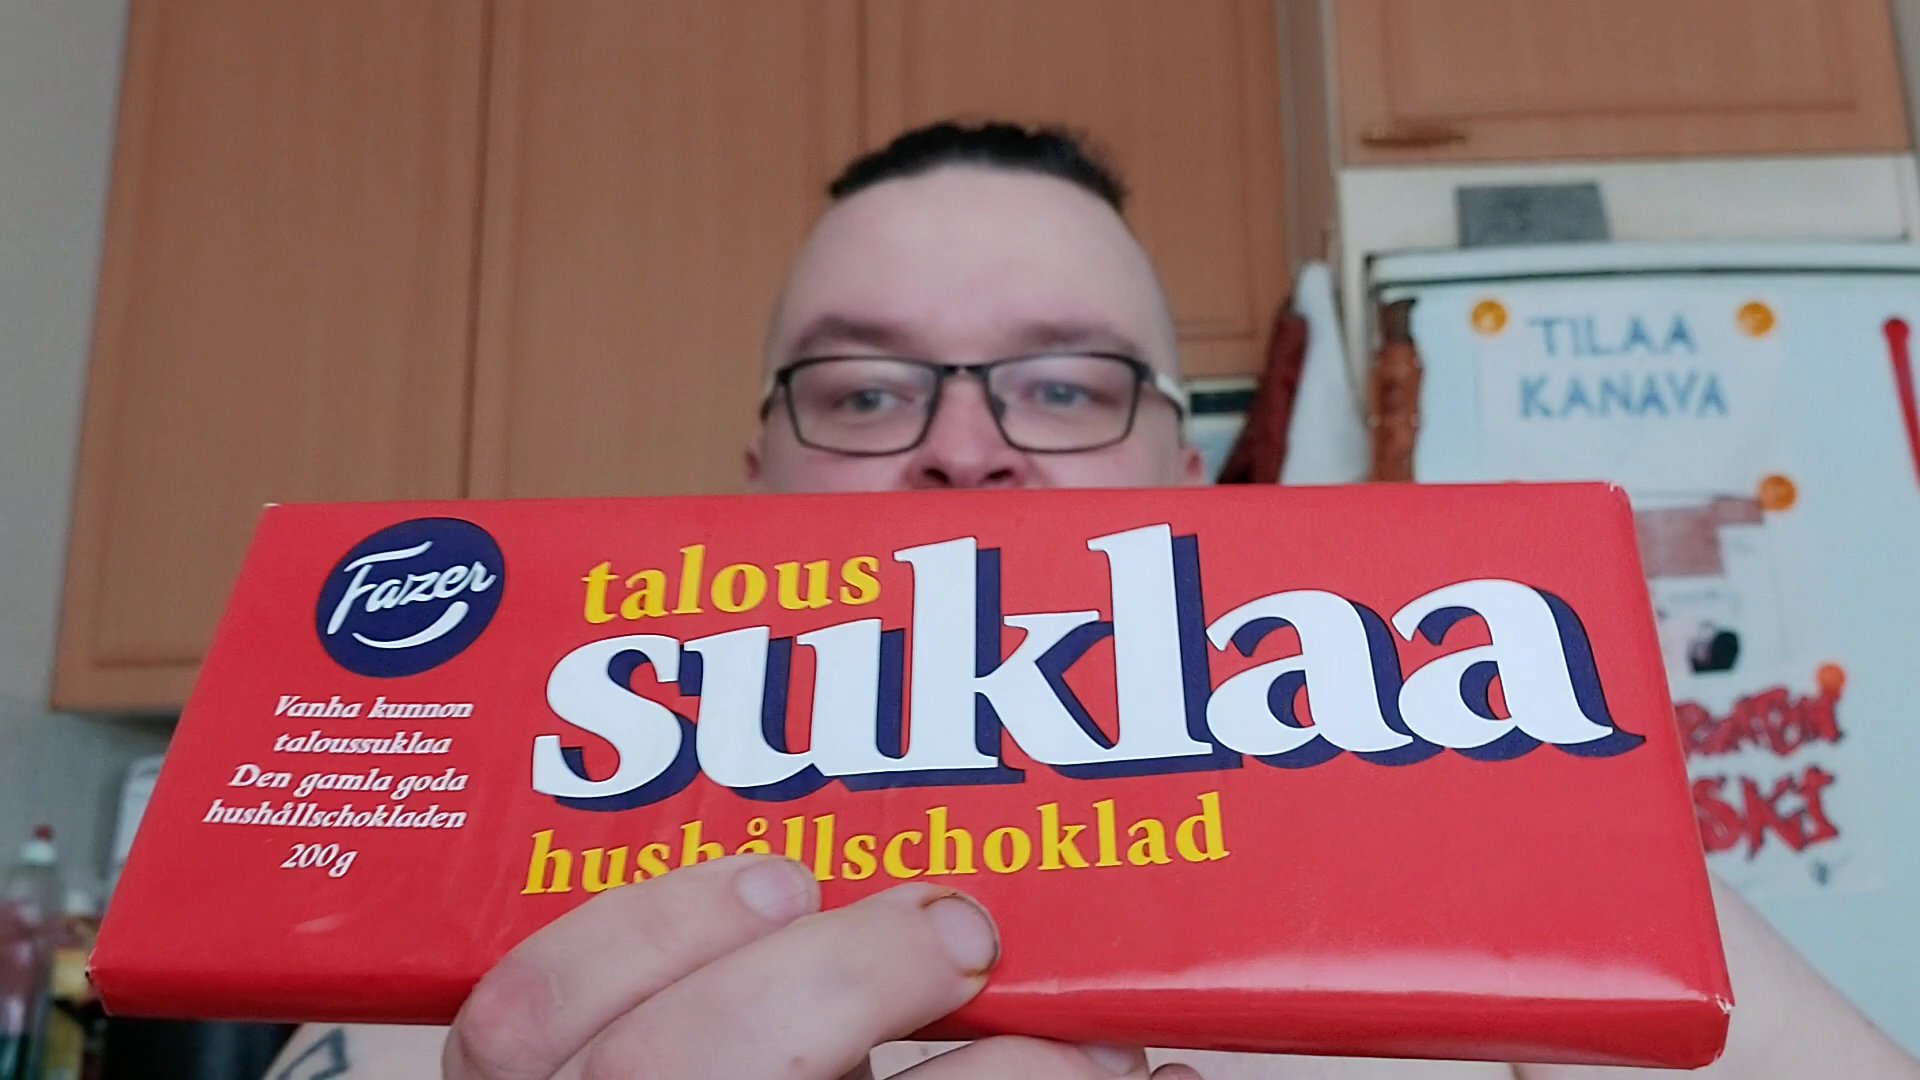 Fazer
Vanha kunnon
taloussuklaa
Den gamla goda
hushållschokladen
200g
talous
suklaa
hushållschoklad
TILAA
KANAVA